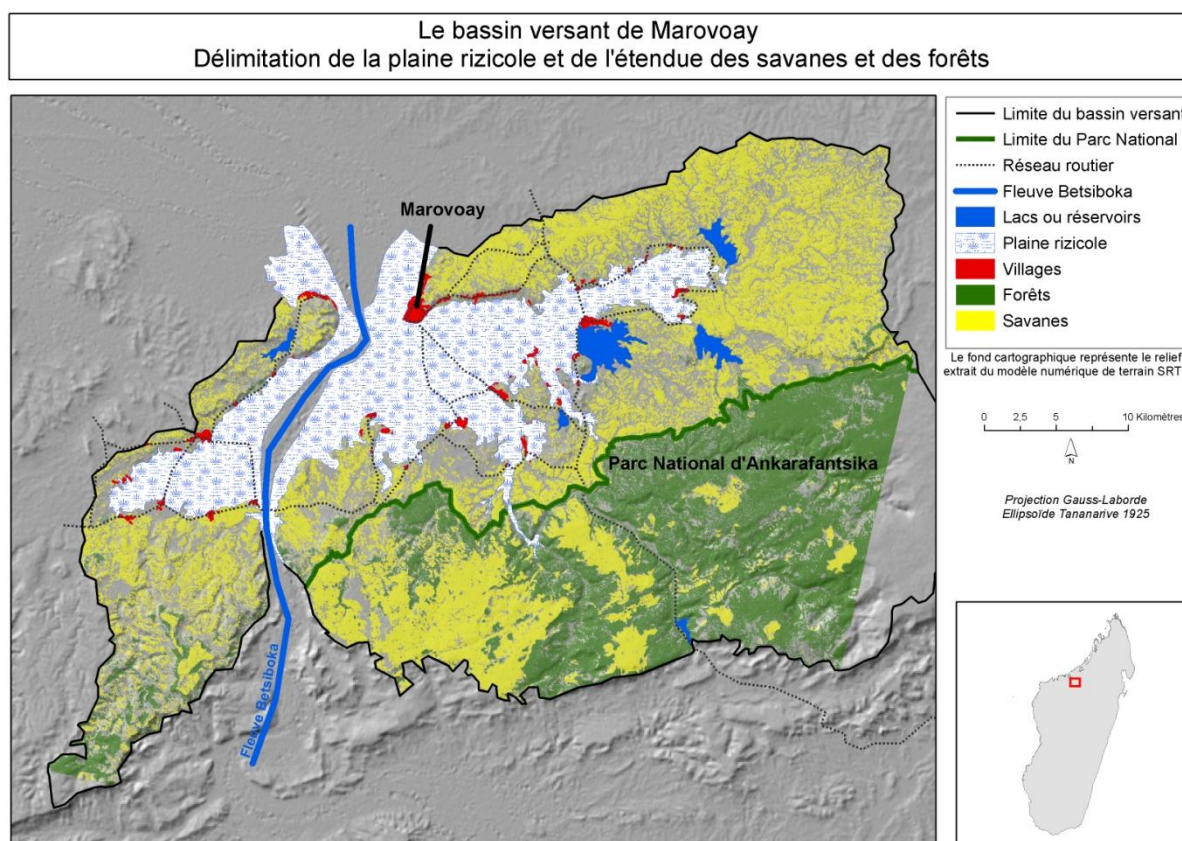 Le bassin versant de Marovoay
Délimitation de la plaine rizicole et de l'étendue des savanes et des forêts
Marovoay
Parc National d'Ankarafantsika
Fleuve Betsiboka
Limite du bassin versant
Limite du Parc National
Réseau routier
Fleuve Betsiboka
Lacs ou réservoirs
Plaine rizicole
Villages
Forêts
Savanes
Le fond cartographique représente le relief
extrait du modèle numérique de terrain SRT
0 2,5 5 10 Kilomètres
N
Projection Gauss-Laborde
Ellipsoïde Tananarive 1925